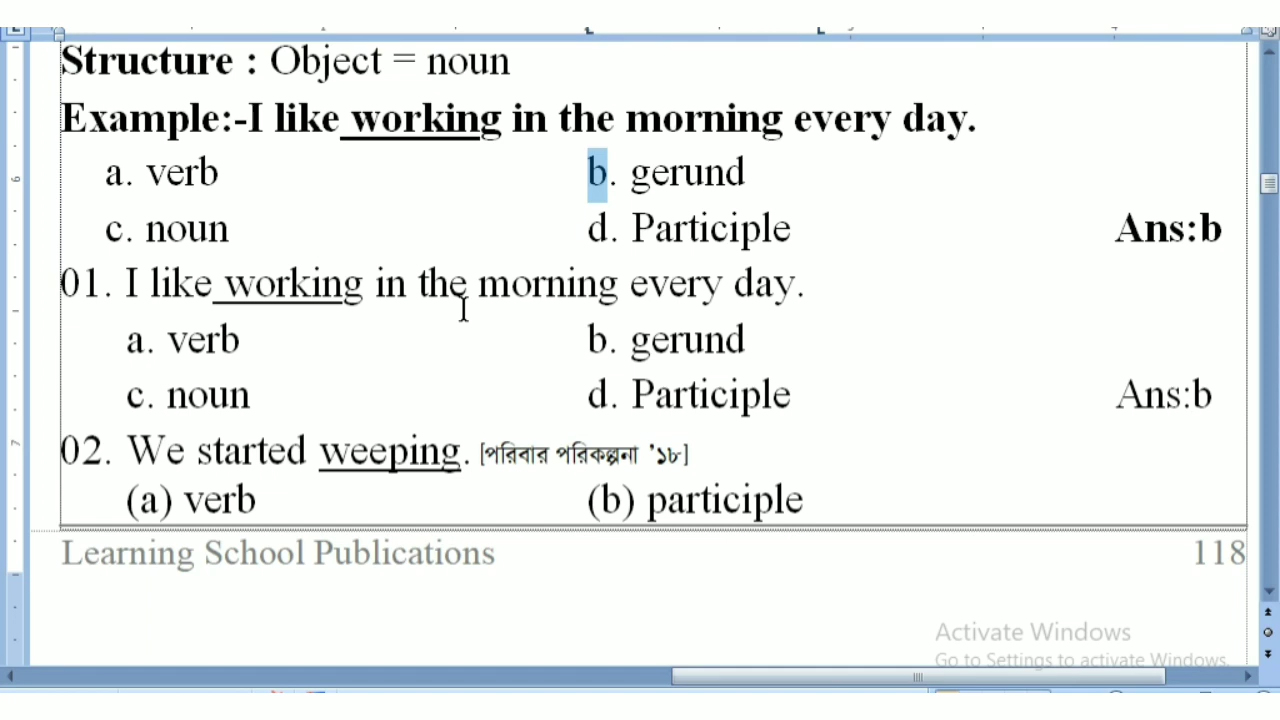 Structure : Object = noun
Example:-I like working in the morning every day.
a. verb b. gerund
c. noun d. Participle Ans:b
01. I like working in the morning every day.
a. verb b. gerund
c. noun d. Participle Ans:b
02. We started weeping. [পরিবার পরিকল্পনা ’১৮]
(a) verb (b) participle
Learning School Publications 118
Activate Windows
Go to Settings to activate Windows.